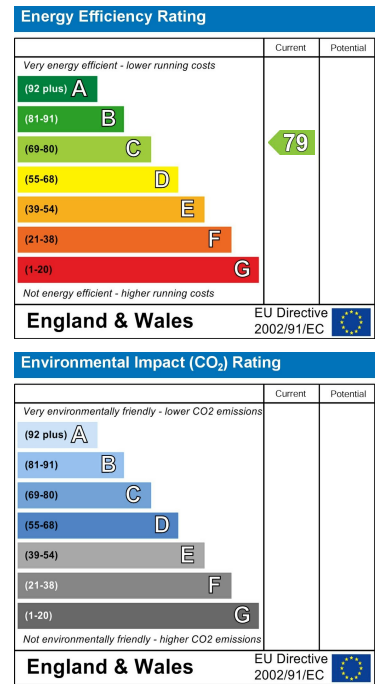 Energy Efficiency Rating
Current Potential
Very energy efficient - lower running costs
(92 plus) A
(81-91) B
(69-80) C
79
(55-68) D
(39-54) E
(21-38) F
(1-20) G
Not energy efficient - higher running costs
England & Wales
EU Directive
2002/91/EC
Environmental Impact (CO₂) Rating
Current Potential
Very environmentally friendly - lower CO2 emissions
(92 plus) A
(81-91) B
(69-80) C
(55-68) D
(39-54) E
(21-38) F
(1-20) G
Not environmentally friendly - higher CO2 emissions
England & Wales
EU Directive
2002/91/EC